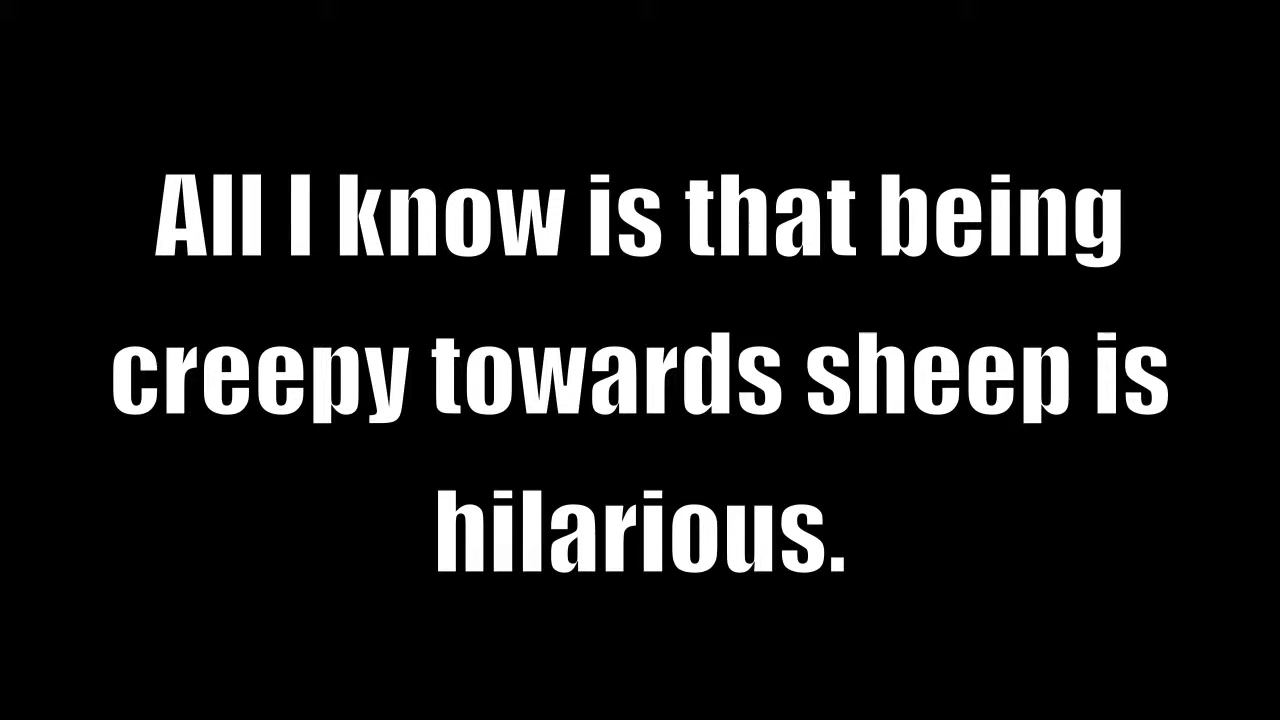 All I know is that being
creepy towards sheep is
hilarious.